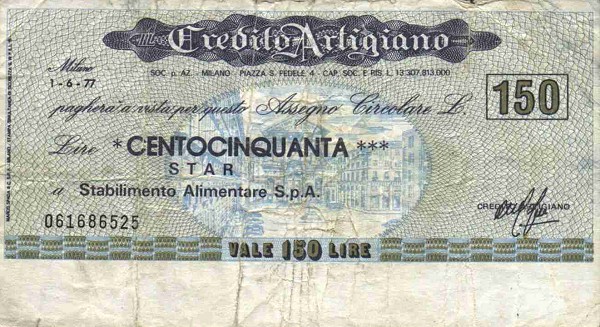 Credito Artigiano
SOC. p. AZ. - MILANO PIAZZA S. FEDELE 4 CAP. SOC. E RIS. L. 13.307.813.000
Milano
1-6-77
pagherà a vista per questo Assegno Circolare L
150
Lire *CENTOCINQUANTA ***
STAR
a Stabilimento Alimentare S.p.A.
061686525
CREDITO ARTIGIANO
VALE 150 LIRE